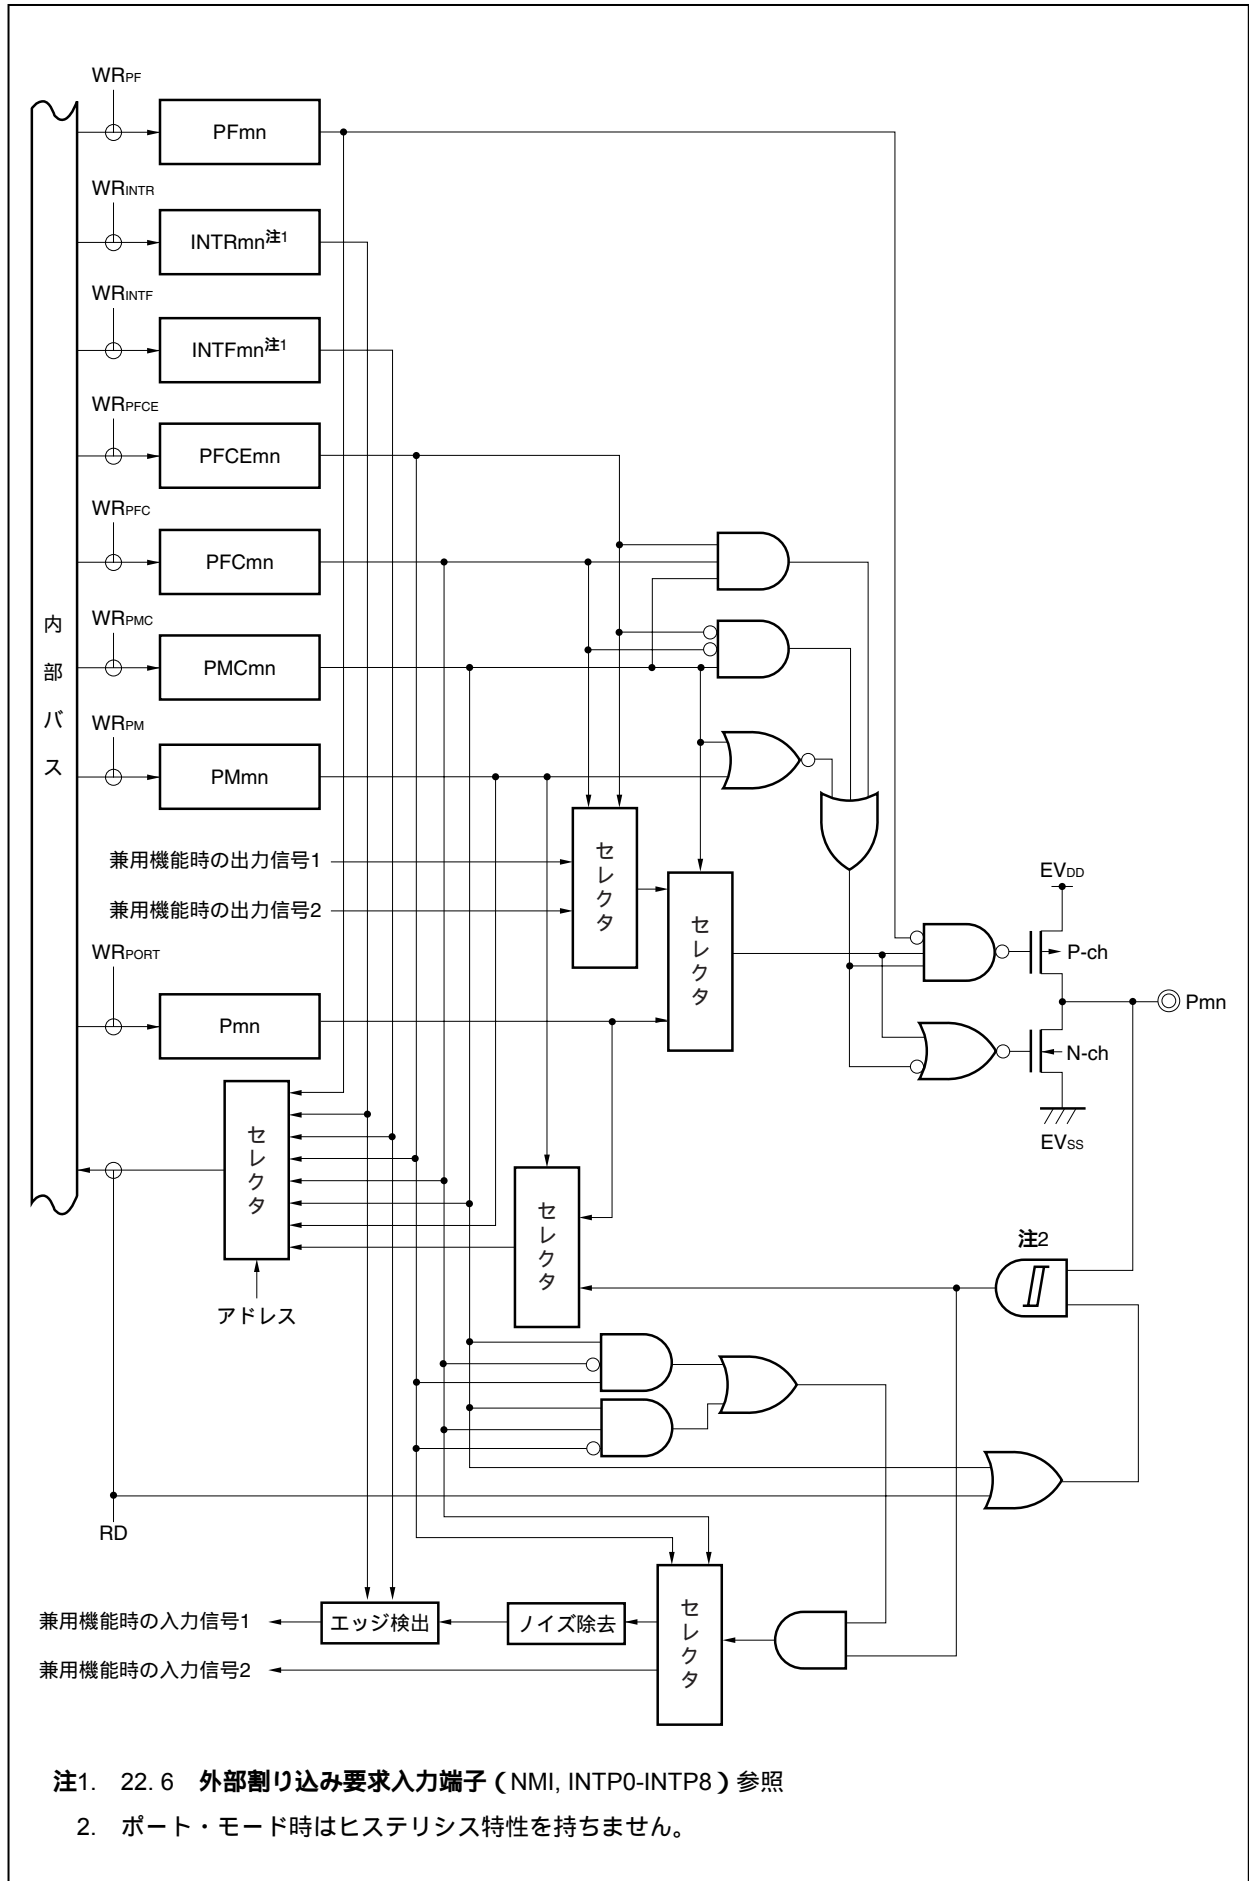 WRPF
PFmn
WRINTR
INTRmn注1
WRINTF
INTFmn注1
WRPFCE
PFCEmn
WRPFC
PFCmn
内部バス
WRPMC
PMCmn
WRPM
PMmn
兼用機能時の出力信号1
兼用機能時の出力信号2
セレクタ
セレクタ
EVDD
P-ch
WRPORT
Pmn
Pmn
N-ch
EVSS
セレクタ
セレクタ
アドレス
注2
RD
兼用機能時の入力信号1
エッジ検出
ノイズ除去
セレクタ
兼用機能時の入力信号2
注1. 22. 6 外部割り込み要求入力端子(NMI, INTP0-INTP8)参照
2. ポート・モード時はヒステリシス特性を持ちません。